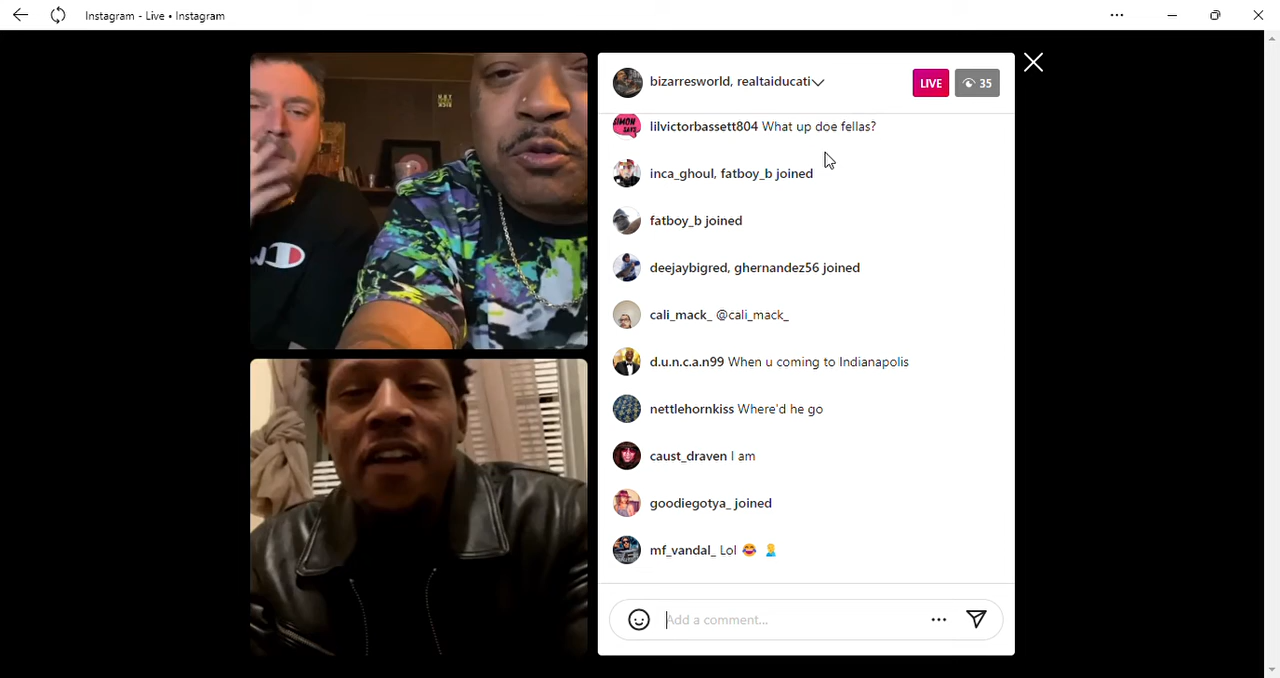 Instagram - Live • Instagram
bizarresworld, realtaiducati
LIVE
35
lilvictorbassett804 What up doe fellas?
inca_ghoul, fatboy_b joined
fatboy_b joined
deejaybigred, ghernandez56 joined
cali_mack_ @cali_mack_
d.u.n.c.a.n99 When u coming to Indianapolis
nettlehornkiss Where'd he go
caust_draven I am
goodiegotya_ joined
mf_vandal_ Lol 😂 🤦
Add a comment...